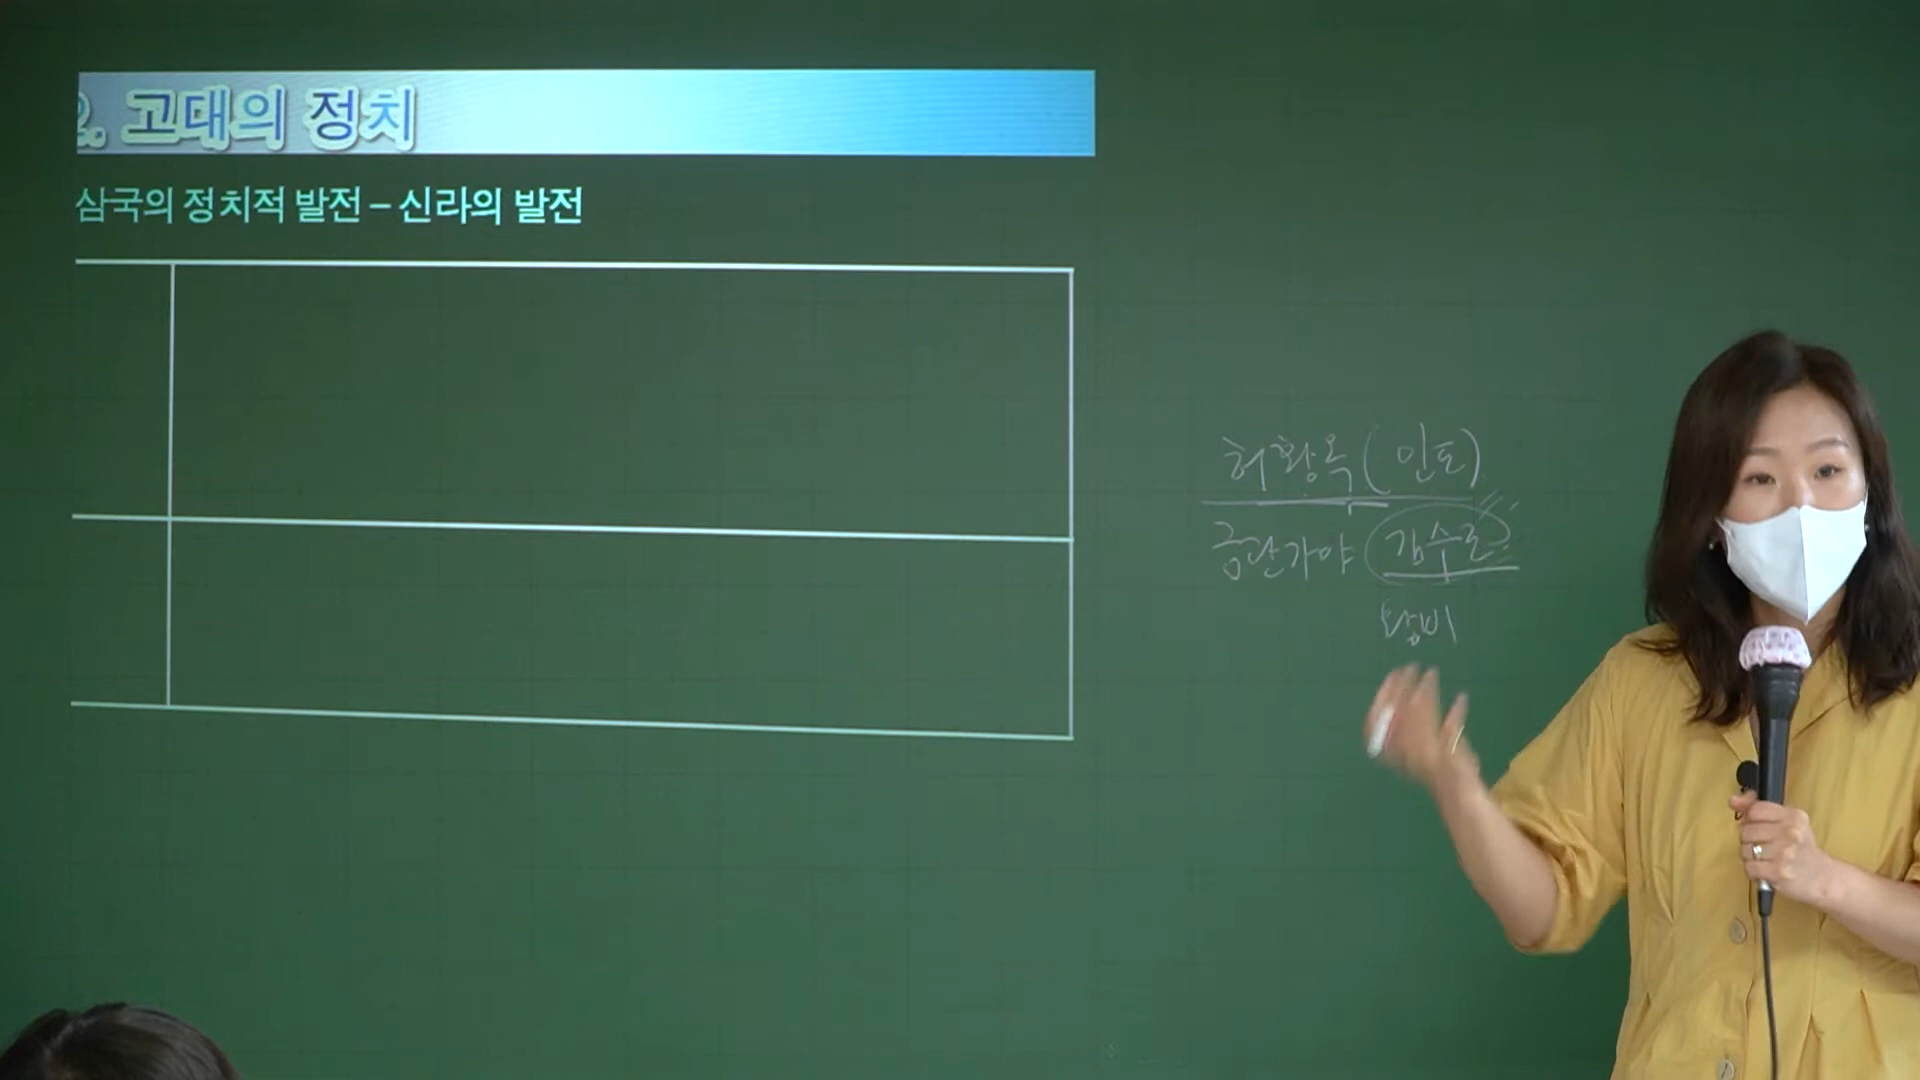 2. 고대의 정치
삼국의 정치적 발전 – 신라의 발전
허황옥 (인도)
금관가야 김수로
왕비